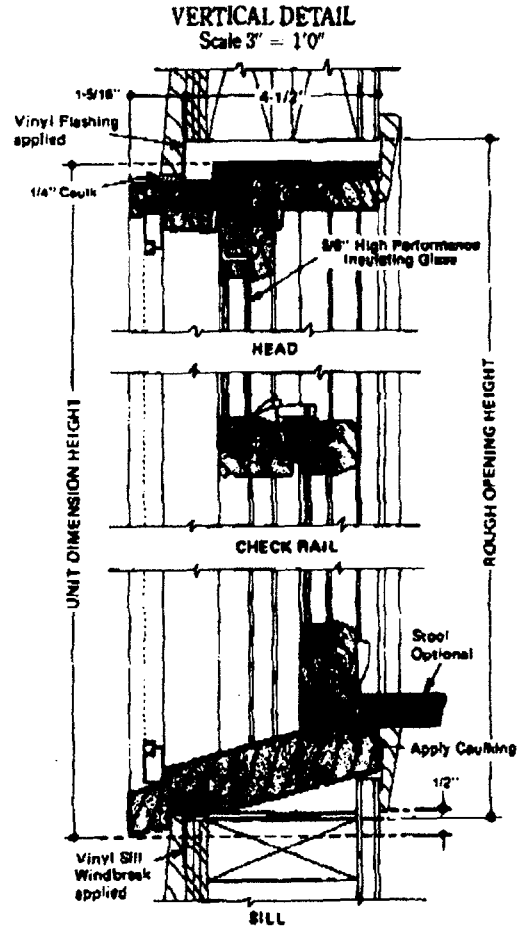 VERTICAL DETAIL
Scale 3" = 1'0"
1-5/16"
4-1/2"
Vinyl Flashing
applied
1/4" Caulk
5/8" High Performance
Insulating Glass
HEAD
UNIT DIMENSION HEIGHT
ROUGH OPENING HEIGHT
CHECK RAIL
Stool
Optional
Apply Caulking
1/2"
Vinyl Sill
Windbreak
applied
SILL